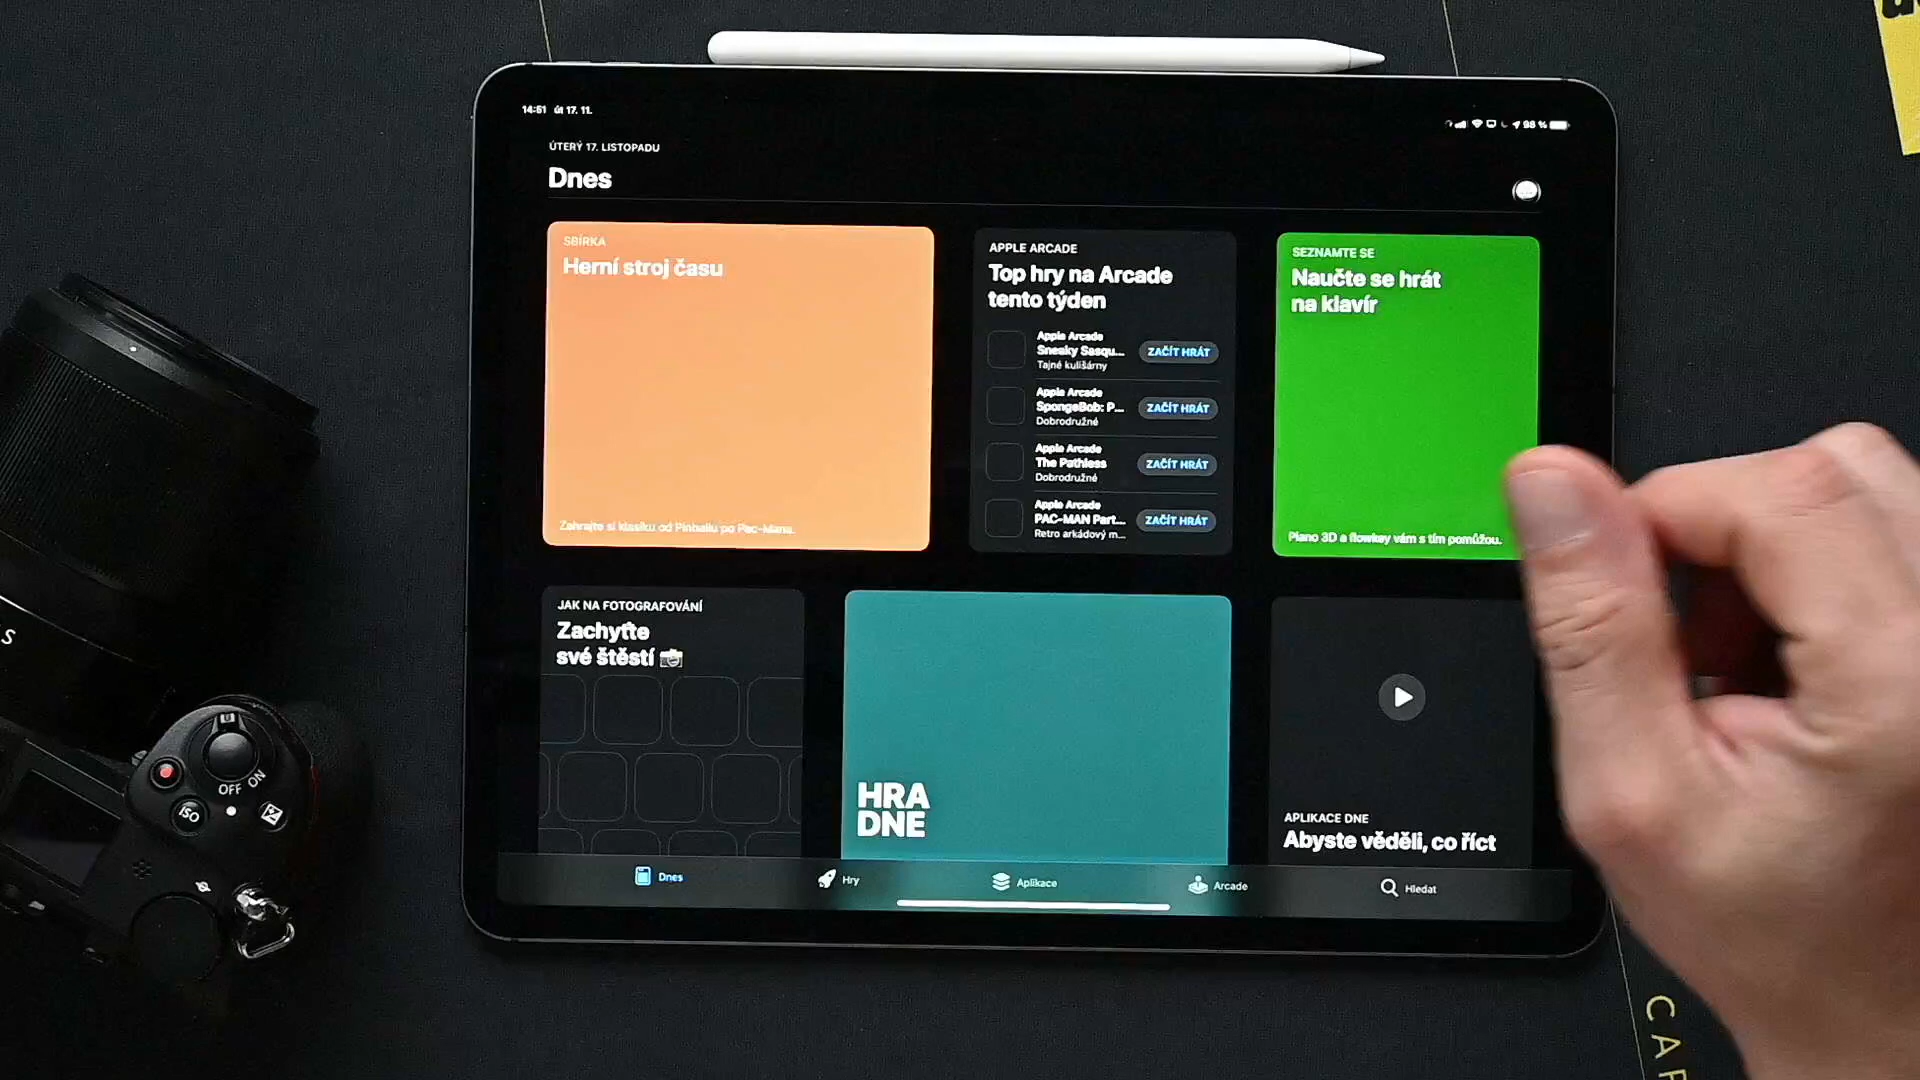 14:51 út 17. 11.
98 %
ÚTERÝ 17. LISTOPADU
Dnes
SBÍRKA
Herní stroj času
Zahrajte si klasiku od Pinballu po Pac-Mana.
APPLE ARCADE
Top hry na Arcade
tento týden
Apple Arcade
Sneaky Sasqu...
Tajné kulišárny
ZAČÍT HRÁT
Apple Arcade
SpongeBob: P...
Dobrodružné
ZAČÍT HRÁT
Apple Arcade
The Pathless
Dobrodružné
ZAČÍT HRÁT
Apple Arcade
PAC-MAN Part...
Retro arkádový m...
ZAČÍT HRÁT
SEZNAMTE SE
Naučte se hrát
na klavír
Piano 3D a flowkey vám s tím pomůžou.
JAK NA FOTOGRAFOVÁNÍ
Zachyťte
své štěstí
HRA
DNE
APLIKACE DNE
Abyste věděli, co říct
Dnes
Hry
Aplikace
Arcade
Hledat
S
OFF ON
ISO
CAF